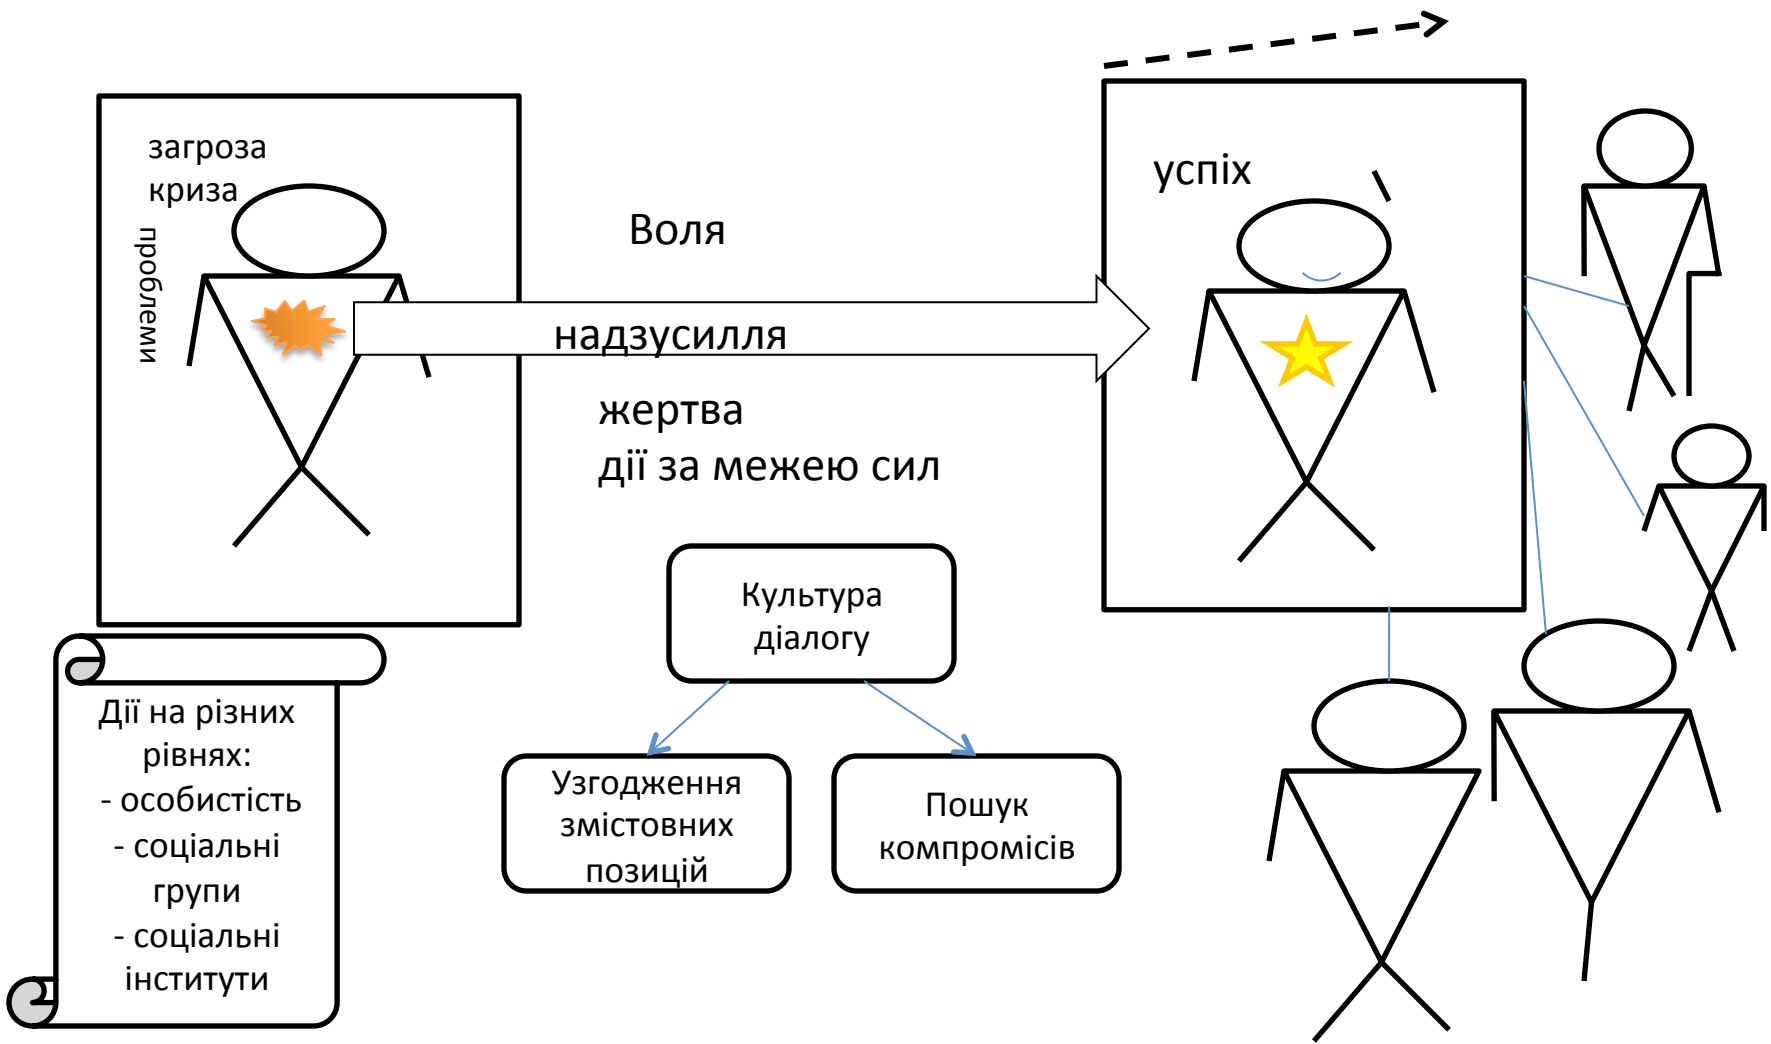 загроза
криза
проблеми
Воля
надзусилля
жертва
дії за межею сил
успіх
Культура
діалогу
Узгодження
змістовних
позицій
Пошук
компромісів
Дії на різних
рівнях:
- особистість
- соціальні
групи
- соціальні
інститути